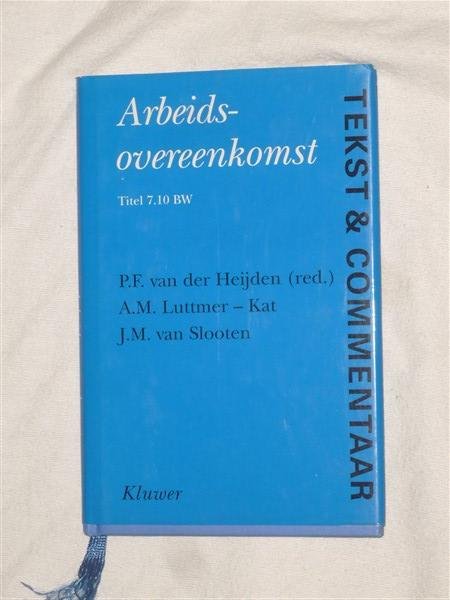 Arbeids-
overeenkomst
Titel 7.10 BW
P.F. van der Heijden (red.)
A.M. Luttmer – Kat
J.M. van Slooten
Kluwer
TEKST & COMMENTAAR